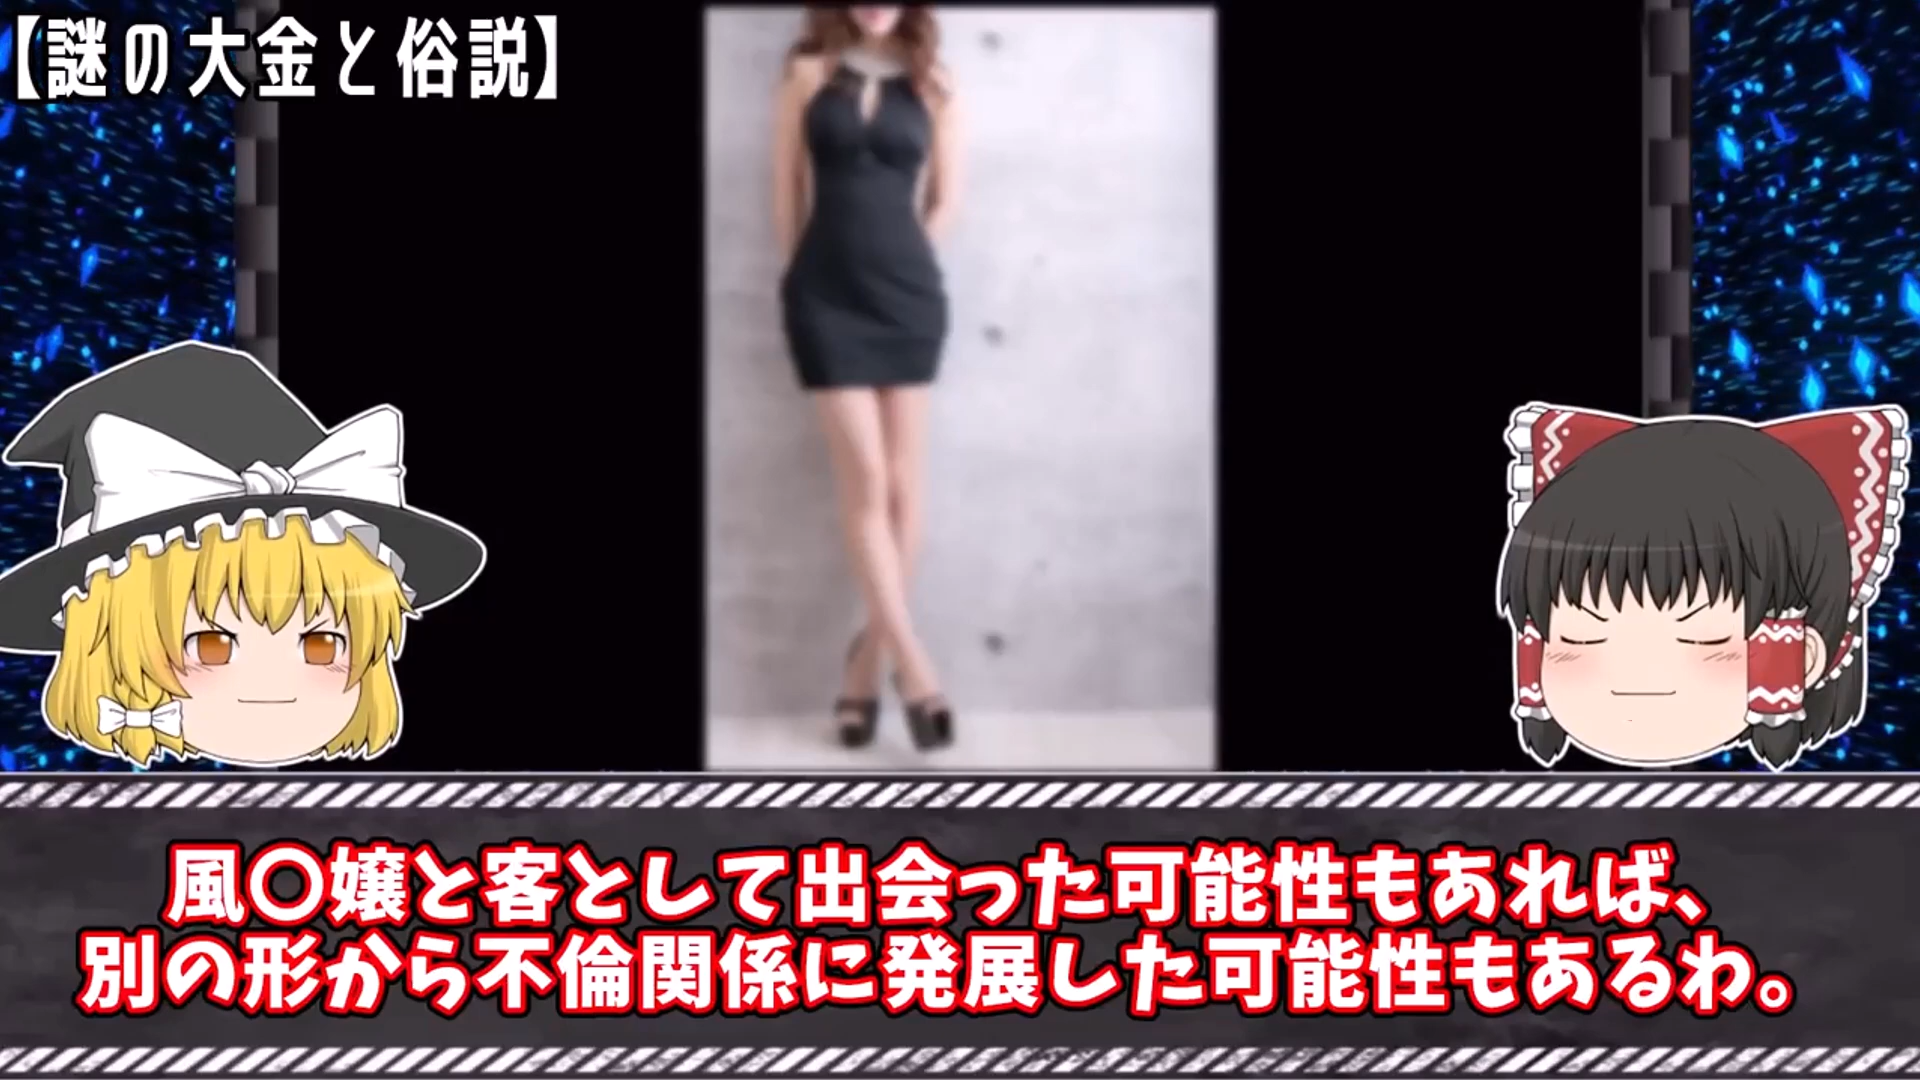 【謎の大金と俗説】
風〇嬢と客として出会った可能性もあれば、
別の形から不倫関係に発展した可能性もあるわ。